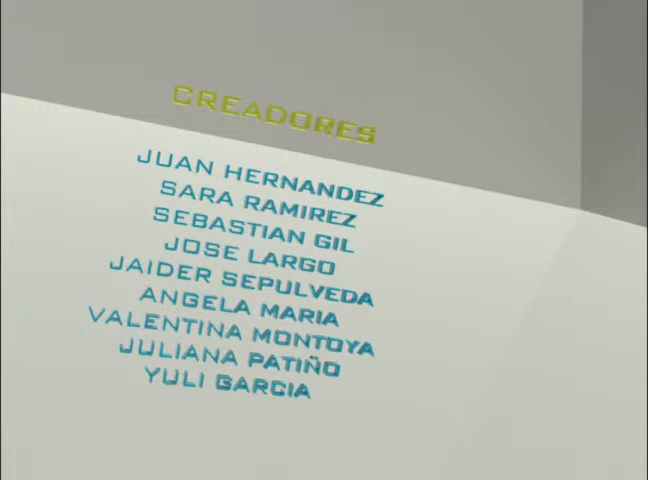 CREADORES
JUAN HERNANDEZ
SARA RAMIREZ
SEBASTIAN GIL
JOSE LARGO
JAIDER SEPULVEDA
ANGELA MARIA
VALENTINA MONTOYA
JULIANA PATIÑO
YULI GARCIA